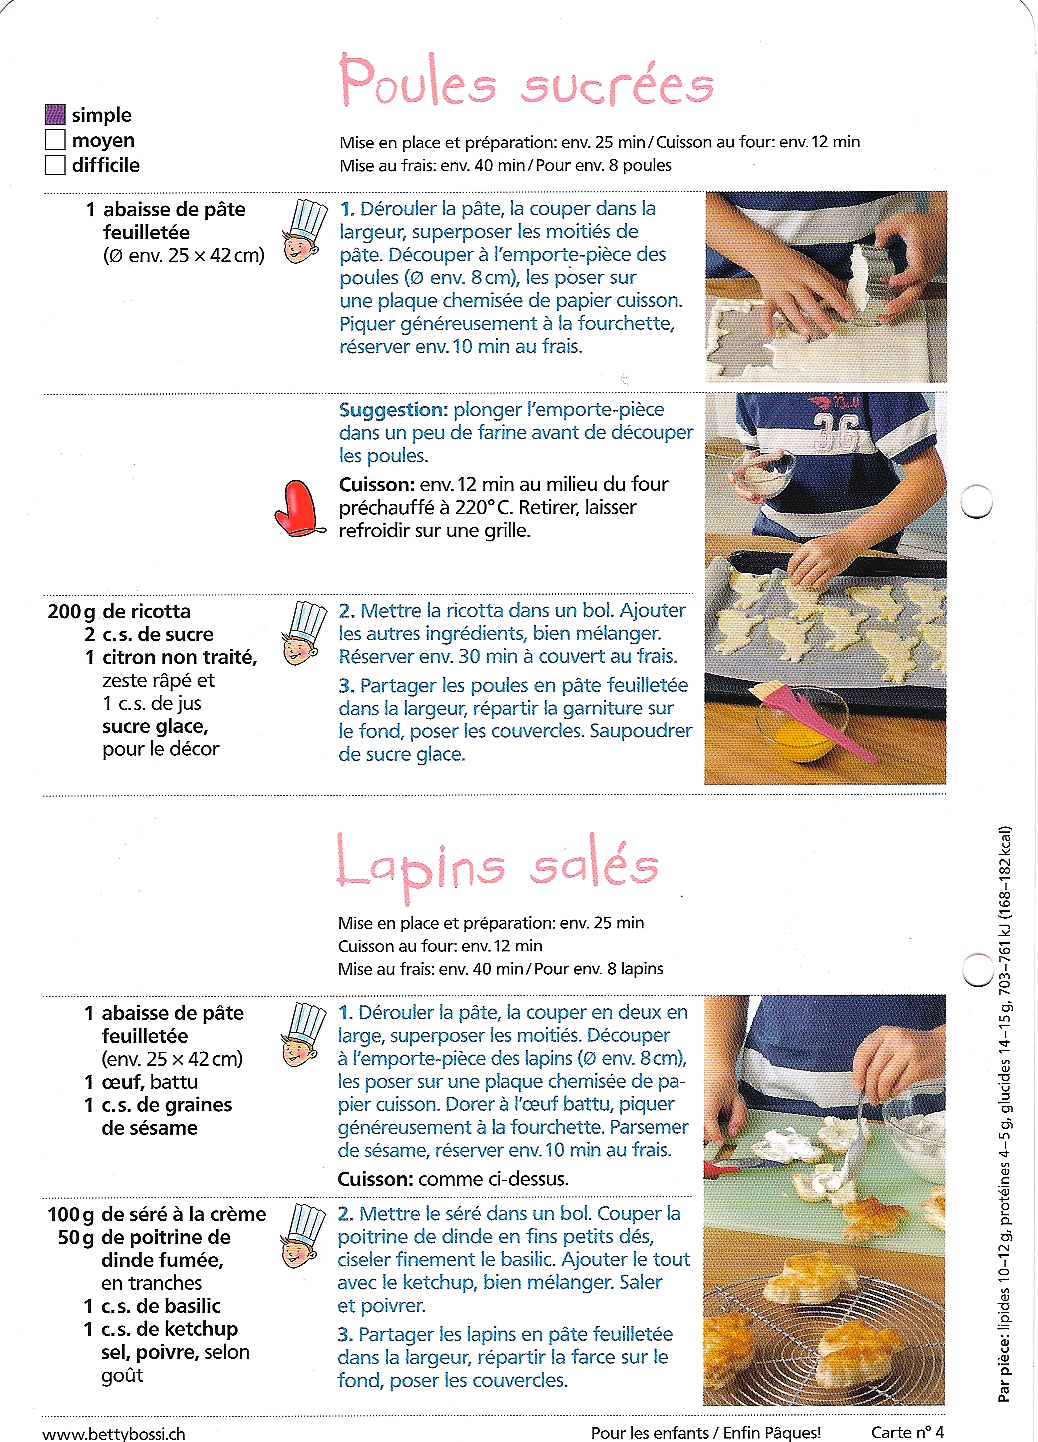 Poules sucrées
simple
moyen
difficile
Mise en place et préparation: env. 25 min/Cuisson au four: env. 12 min
Mise au frais: env. 40 min/Pour env. 8 poules
1 abaisse de pâte
feuilletée
(Ø env. 25 × 42 cm)
1. Dérouler la pâte, la couper dans la
largeur, superposer les moitiés de
pâte. Découper à l'emporte-pièce des
poules (Ø env. 8 cm), les poser sur
une plaque chemisée de papier cuisson.
Piquer généreusement à la fourchette,
réserver env. 10 min au frais.
Suggestion: plonger l'emporte-pièce
dans un peu de farine avant de découper
les poules.
Cuisson: env. 12 min au milieu du four
préchauffé à 220° C. Retirer, laisser
refroidir sur une grille.
36
200 g de ricotta
2 c.s. de sucre
1 citron non traité,
zeste râpé et
1 c.s. de jus
sucre glace,
pour le décor
2. Mettre la ricotta dans un bol. Ajouter
les autres ingrédients, bien mélanger.
Réserver env. 30 min à couvert au frais.
3. Partager les poules en pâte feuilletée
dans la largeur, répartir la garniture sur
le fond, poser les couvercles. Saupoudrer
de sucre glace.
Lapins salés
Mise en place et préparation: env. 25 min
Cuisson au four: env. 12 min
Mise au frais: env. 40 min/Pour env. 8 lapins
1 abaisse de pâte
feuilletée
(env. 25 × 42 cm)
1 œuf, battu
1 c.s. de graines
de sésame
1. Dérouler la pâte, la couper en deux en
large, superposer les moitiés. Découper
à l'emporte-pièce des lapins (Ø env. 8 cm),
les poser sur une plaque chemisée de pa-
pier cuisson. Dorer à l'œuf battu, piquer
généreusement à la fourchette. Parsemer
de sésame, réserver env. 10 min au frais.
Cuisson: comme ci-dessus.
100 g de séré à la crème
50 g de poitrine de
dinde fumée,
en tranches
1 c.s. de basilic
1 c.s. de ketchup
sel, poivre, selon
goût
2. Mettre le séré dans un bol. Couper la
poitrine de dinde en fins petits dés,
ciseler finement le basilic. Ajouter le tout
avec le ketchup, bien mélanger. Saler
et poivrer.
3. Partager les lapins en pâte feuilletée
dans la largeur, répartir la farce sur le
fond, poser les couvercles.
Par pièce: lipides 10–12 g, protéines 4–5 g, glucides 14–15 g, 703–761 kJ (168–182 kcal)
www.bettybossi.ch
Pour les enfants / Enfin Pâques!
Carte n° 4